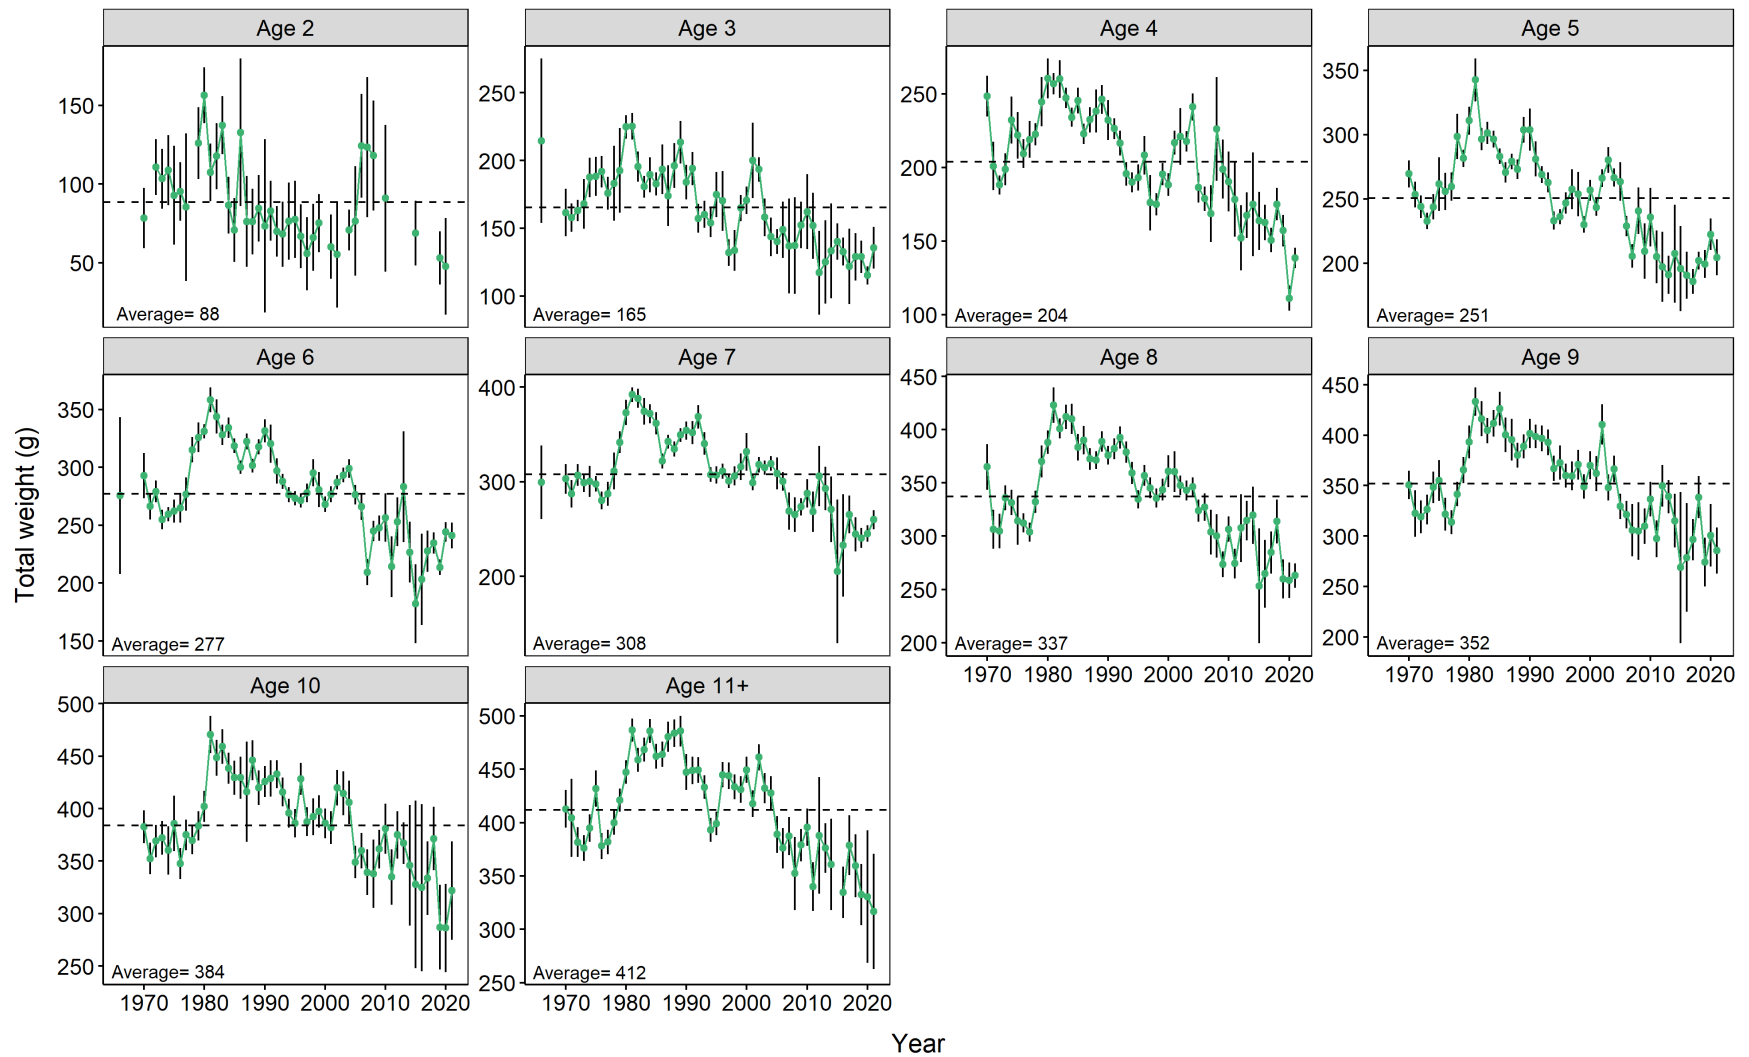 Age 2
Age 3
Age 4
Age 5
150
100
50
Average= 88
250
200
150
100
Average= 165
250
200
150
100
Average= 204
350
300
250
200
Average= 251
Age 6
Age 7
Age 8
Age 9
350
300
250
200
150
Average= 277
400
300
200
Average= 308
450
400
350
300
250
200
Average= 337
1970 1980 1990 2000 2010 2020
450
400
350
300
250
200
Average= 352
1970 1980 1990 2000 2010 2020
Age 10
Age 11+
500
450
400
350
300
250
Average= 384
1970 1980 1990 2000 2010 2020
500
450
400
350
300
250
Average= 412
1970 1980 1990 2000 2010 2020
Total weight (g)
Year